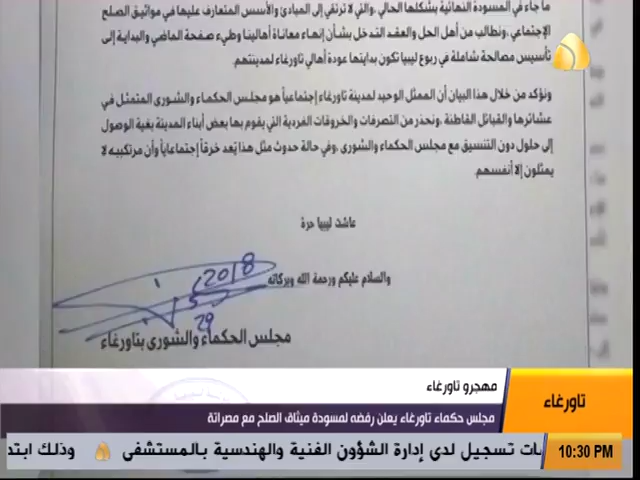 ما جاء في المسودة النهائية بشكلها الحالي ,والتي لا ترتقي إلى المبادئ والأسس المتعارف عليها في مواثيق الصلح
الإجتماعي ,ونطالب من أهل الحل والعقد التدخل بشأن إنهاء معاناة أهالينا وطيء صفحة الماضي والبداية إلى
تأسيس مصالحة شاملة في ربوع ليبيا تكون بدايتها عودة أهالي تاورغاء لمدينتهم.
ونؤكد من خلال هذا البيان أن الممثل الوحيد لمدينة تاورغاء إجتماعياً هو مجلس الحكماء والشورى المتمثل في
عشائرها والقبائل القاطنة ,ونحذر من التصرفات والخروقات الفردية التي يقوم بها بعض أبناء المدينة بغية الوصول
إلى حلول دون التنسيق مع مجلس الحكماء والشورى ,وفي حالة حدوث مثل هذا يُعد خرقاً إجتماعاياً وأن مرتكبيه لا
يمثلون إلا أنفسهم.
عاشت ليبيا حرة
والسلام عليكم ورحمة الله وبركاته
2018
5
29
مجلس الحكماء والشورى بتاورغاء
مهجرو تاورغاء
تاورغاء
مجلس حكماء تاورغاء يعلن رفضه لمسودة ميثاق الصلح مع مصراتة
ات تسجيل لدي إدارة الشؤون الفنية والهندسية بالمستشفى وذلك ابتد
10:30 PM